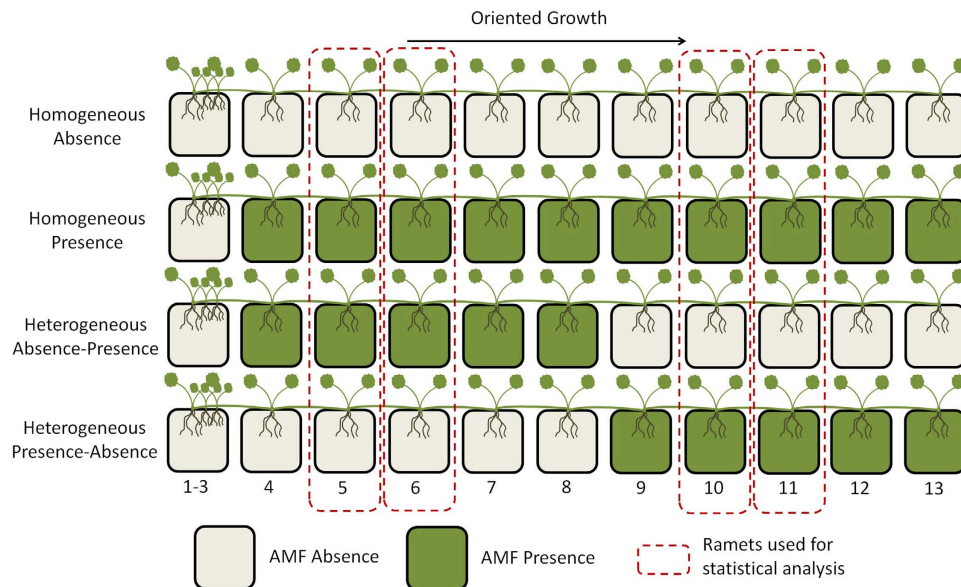 Oriented Growth
Homogeneous
Absence
Homogeneous
Presence
Heterogeneous
Absence-Presence
Heterogeneous
Presence-Absence
1-3 4 5 6 7 8 9 10 11 12 13
AMF Absence
AMF Presence
Ramets used for
statistical analysis